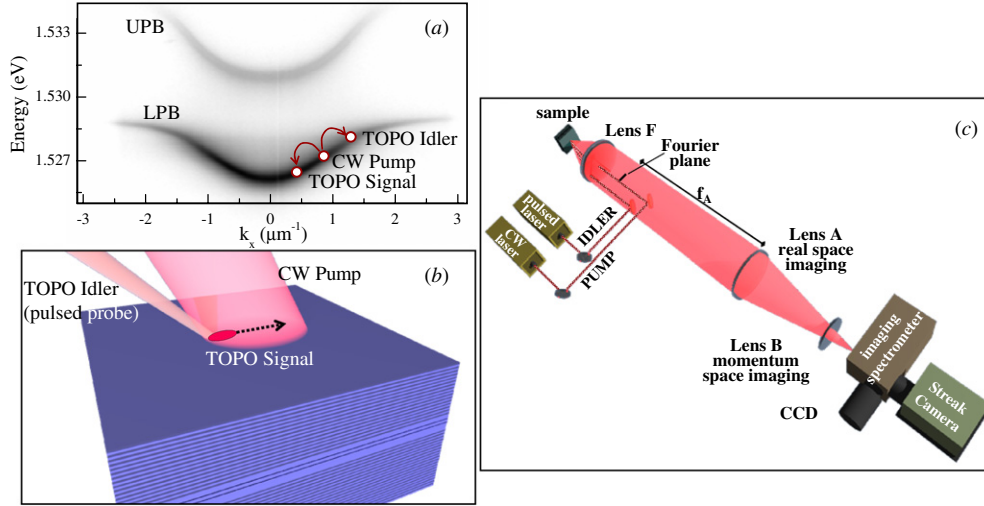 (a)
UPB
LPB
TOPO Idler
CW Pump
TOPO Signal
Energy (eV)
1.533
1.530
1.527
-3
-2
-1
0
1
2
3
kₓ (μm⁻¹)
(b)
CW Pump
TOPO Idler
(pulsed probe)
TOPO Signal
(c)
sample
Lens F
Fourier
plane
f_A
pulsed
laser
CW
laser
IDLER
PUMP
Lens A
real space
imaging
Lens B
momentum
space imaging
imaging
spectrometer
CCD
Streak
Camera